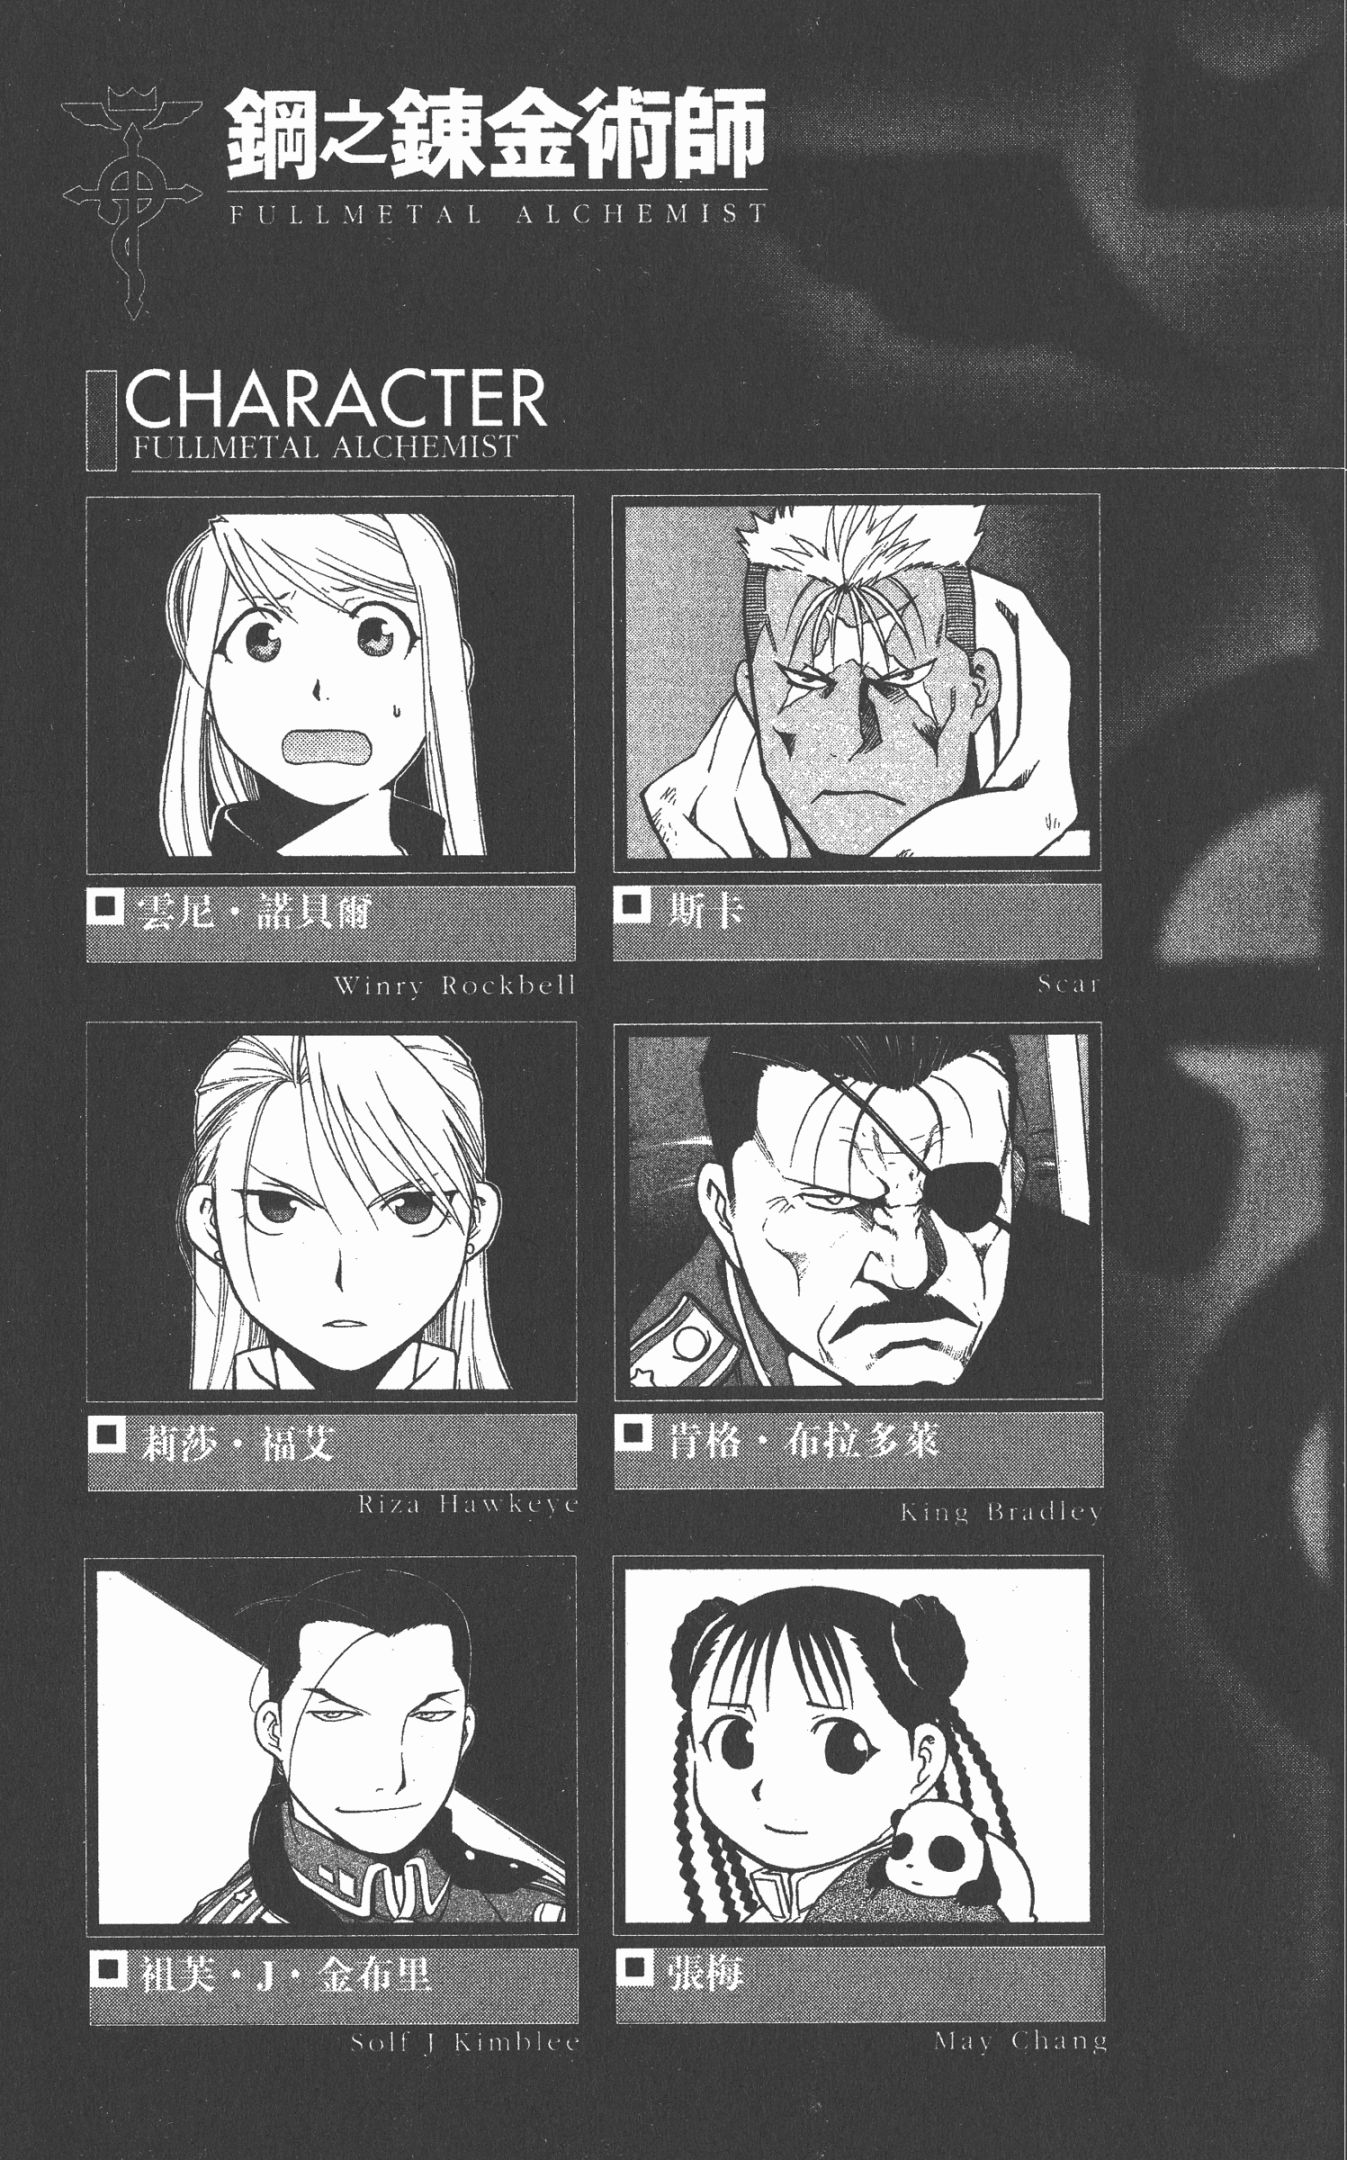 鋼之鍊金術師
FULLMETAL ALCHEMIST
CHARACTER
FULLMETAL ALCHEMIST
雲尼・諾貝爾
Winry Rockbell
斯卡
Scar
莉莎・福艾
Riza Hawkeye
肯格・布拉多萊
King Bradley
祖芙・J・金布里
Solf J Kimblee
張梅
May Chang